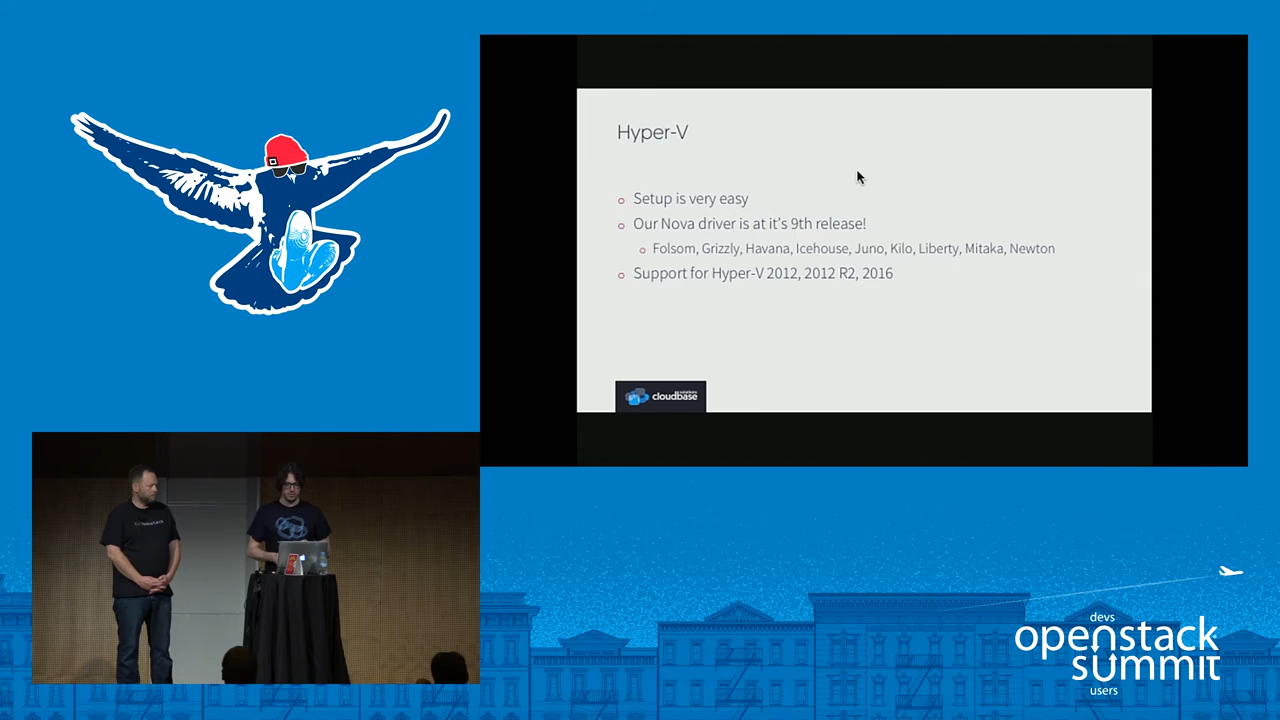 Hyper-V
Setup is very easy
Our Nova driver is at it's 9th release!
Folsom, Grizzly, Havana, Icehouse, Juno, Kilo, Liberty, Mitaka, Newton
Support for Hyper-V 2012, 2012 R2, 2016
cloudbase
solutions
devs
openstack
summit
users